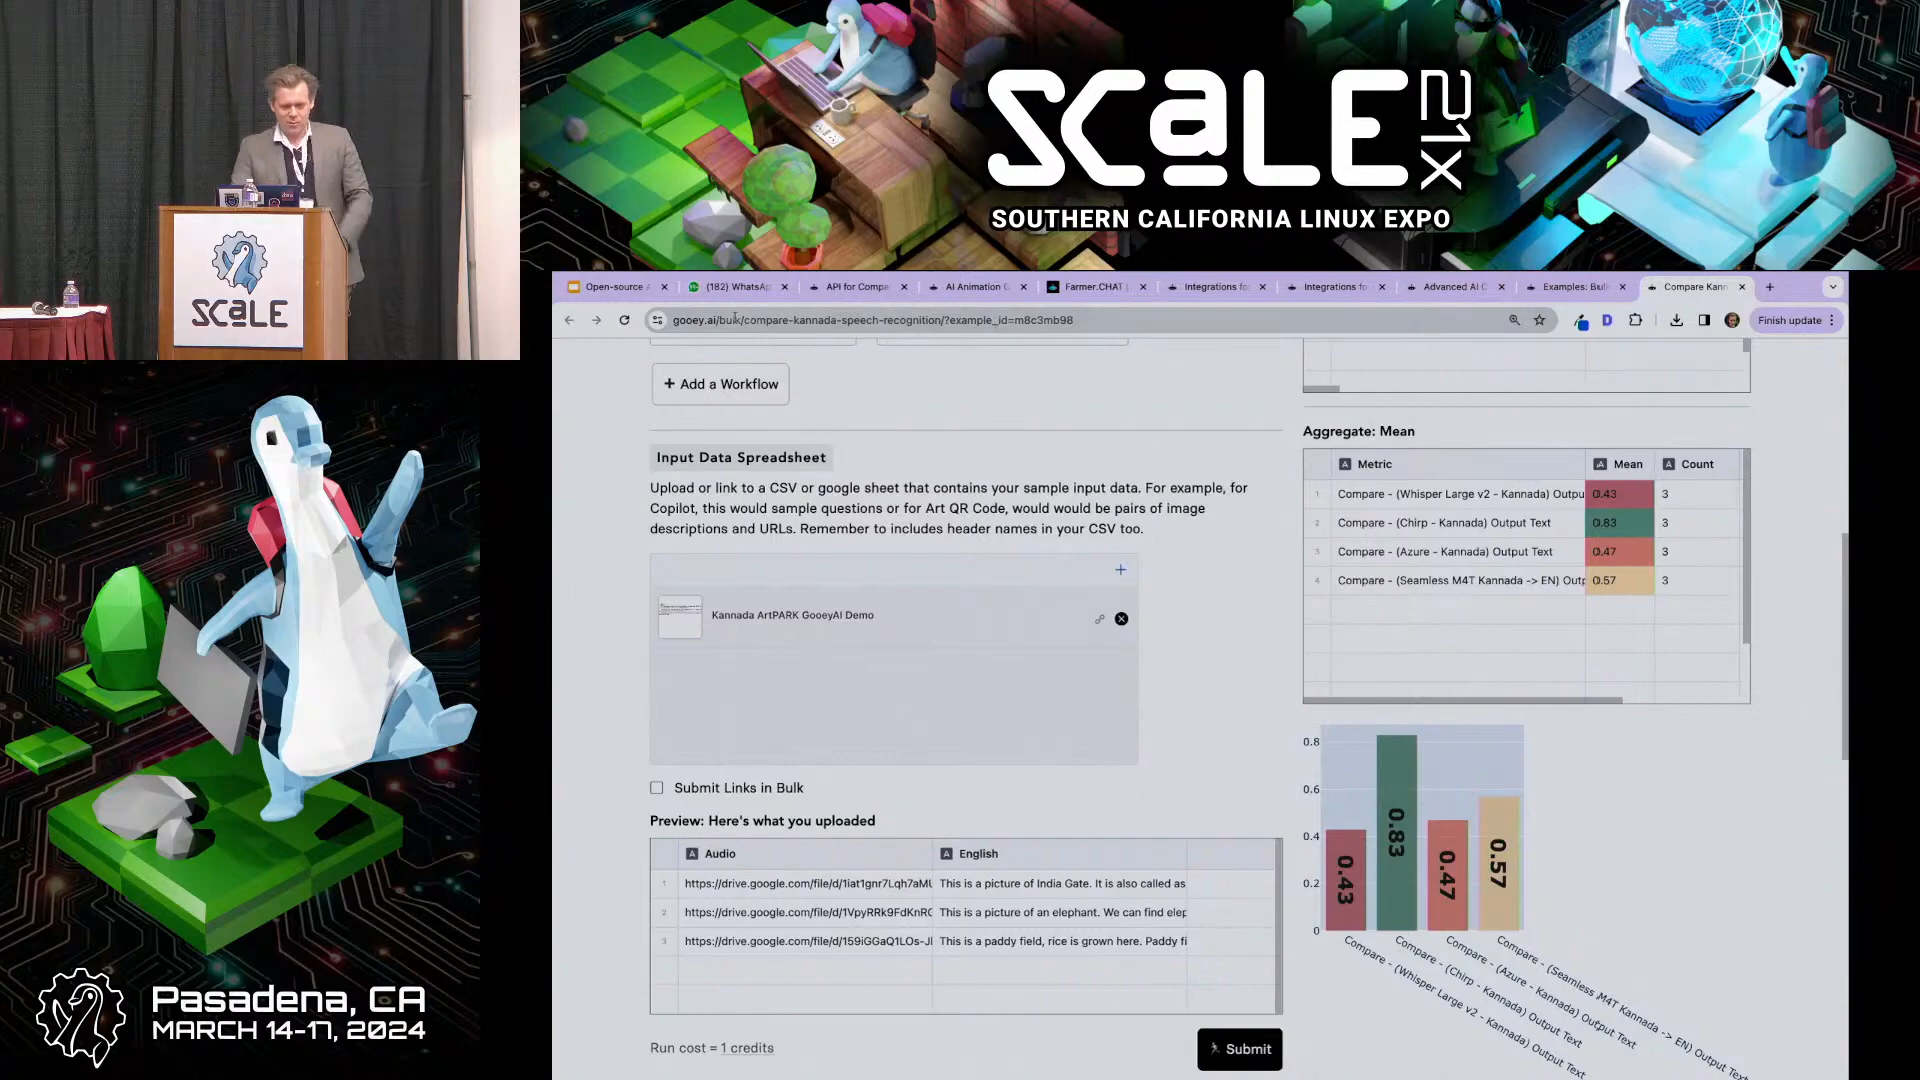 SCaLE
21X
SOUTHERN CALIFORNIA LINUX EXPO
SCaLE
Open-source
(182) WhatsAp
API for Compa
AI Animation G
Farmer.CHAT
Integrations fo
Integrations fo
Advanced AI C
Examples: Bul
Compare Kann
gooey.ai/bulk/compare-kannada-speech-recognition/?example_id=m8c3mb98
Finish update
+ Add a Workflow
Input Data Spreadsheet
Upload or link to a CSV or google sheet that contains your sample input data. For example, for
Copilot, this would sample questions or for Art QR Code, would would be pairs of image
descriptions and URLs. Remember to includes header names in your CSV too.
Kannada ArtPARK GooeyAI Demo
Submit Links in Bulk
Preview: Here's what you uploaded
Audio English
1 https://drive.google.com/file/d/1iat1gnr7Lqh7aMU This is a picture of India Gate. It is also called as
2 https://drive.google.com/file/d/1VpyRRk9FdKnRC This is a picture of an elephant. We can find elep
3 https://drive.google.com/file/d/159iGGaQ1LOs-JI This is a paddy field, rice is grown here. Paddy fi
Run cost = 1 credits
Submit
Aggregate: Mean
Metric Mean Count
1 Compare - (Whisper Large v2 - Kannada) Outpu 0.43 3
2 Compare - (Chirp - Kannada) Output Text 0.83 3
3 Compare - (Azure - Kannada) Output Text 0.47 3
4 Compare - (Seamless M4T Kannada -> EN) Outp 0.57 3
0.8
0.6
0.4
0.2
0
0.43
0.83
0.47
0.57
Compare - (Whisper Large v2 - Kannada) Output Text
Compare - (Chirp - Kannada) Output Text
Compare - (Azure - Kannada) Output Text
Compare - (Seamless M4T Kannada -> EN) Output Text
Pasadena, CA
MARCH 14-17, 2024